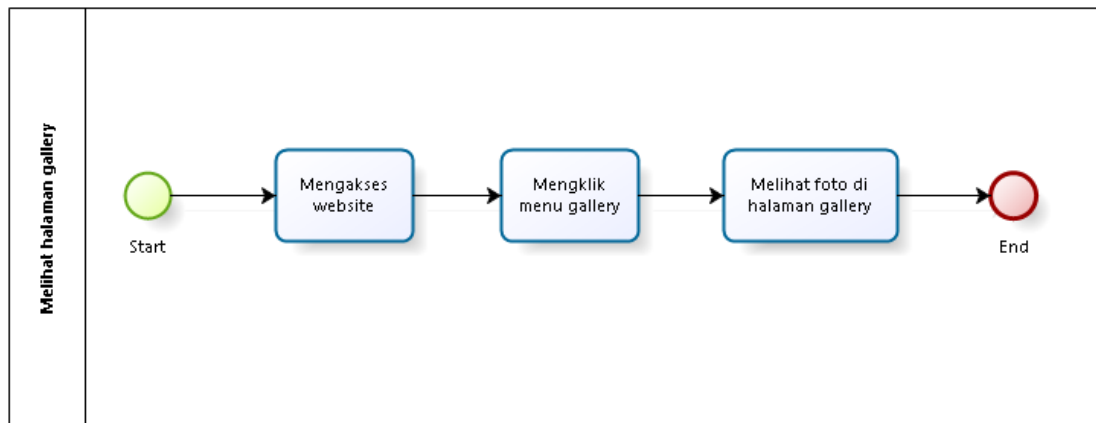 Melihat halaman gallery
Start
Mengakses
website
Mengklik
menu gallery
Melihat foto di
halaman gallery
End